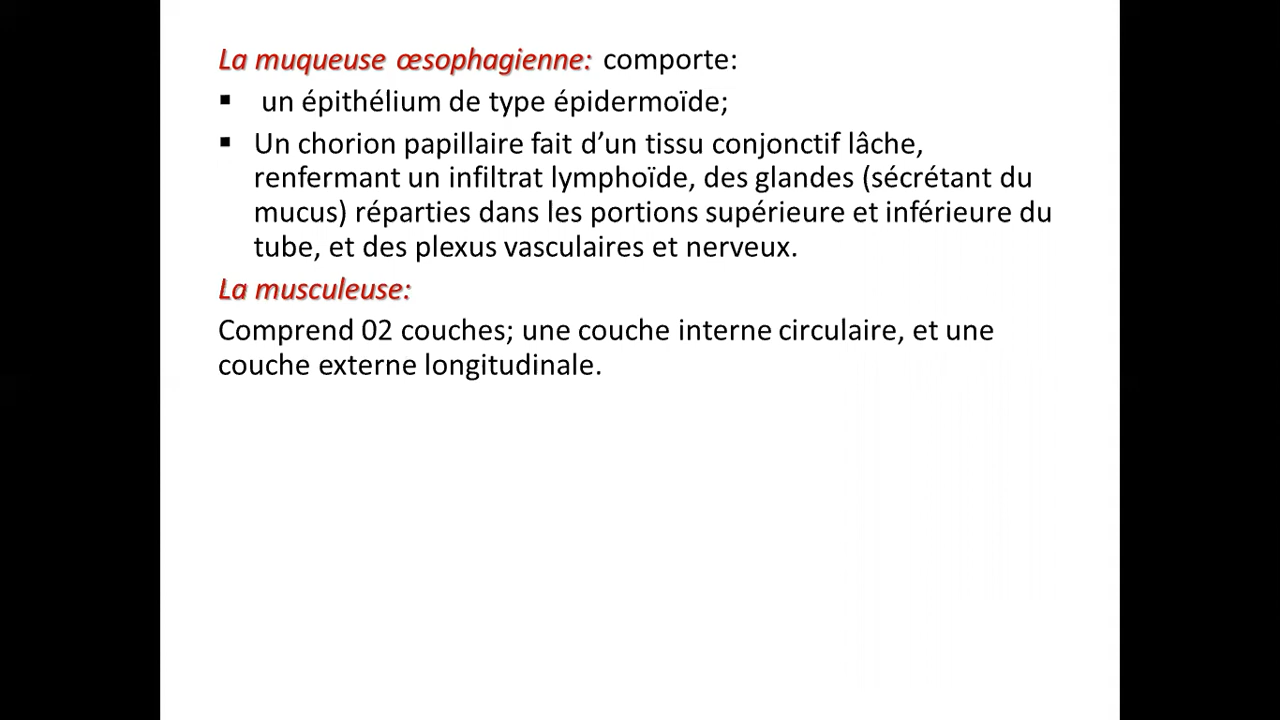 La muqueuse œsophagienne: comporte:
▪ un épithélium de type épidermoïde;
▪ Un chorion papillaire fait d’un tissu conjonctif lâche,
renfermant un infiltrat lymphoïde, des glandes (sécrétant du
mucus) réparties dans les portions supérieure et inférieure du
tube, et des plexus vasculaires et nerveux.
La musculeuse:
Comprend 02 couches; une couche interne circulaire, et une
couche externe longitudinale.